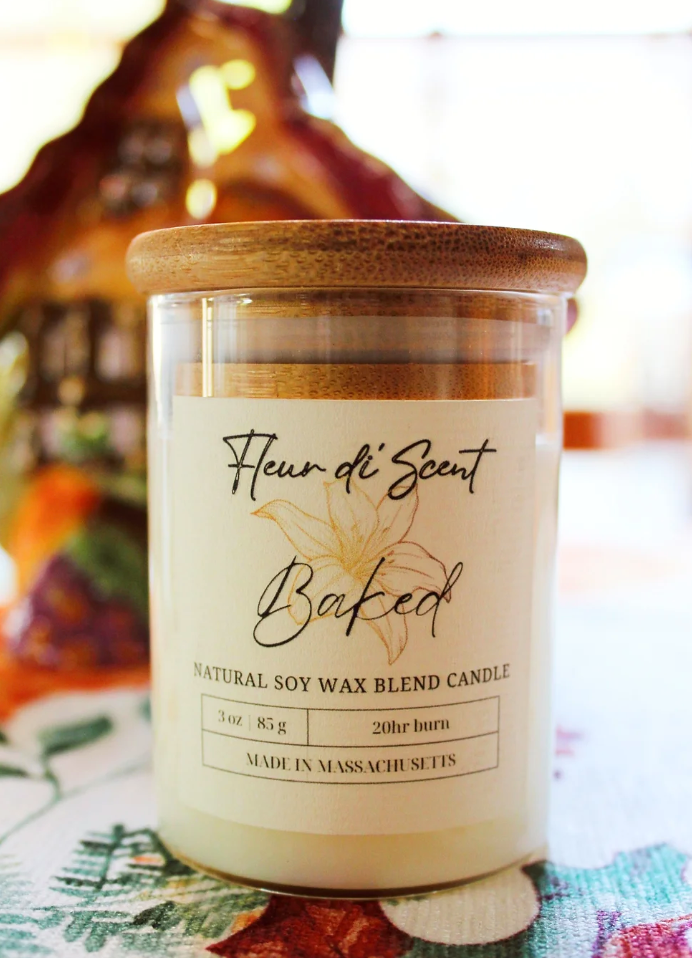 Fleur di' Scent
Baked
NATURAL SOY WAX BLEND CANDLE
3 oz | 85 g 20hr burn
MADE IN MASSACHUSETTS